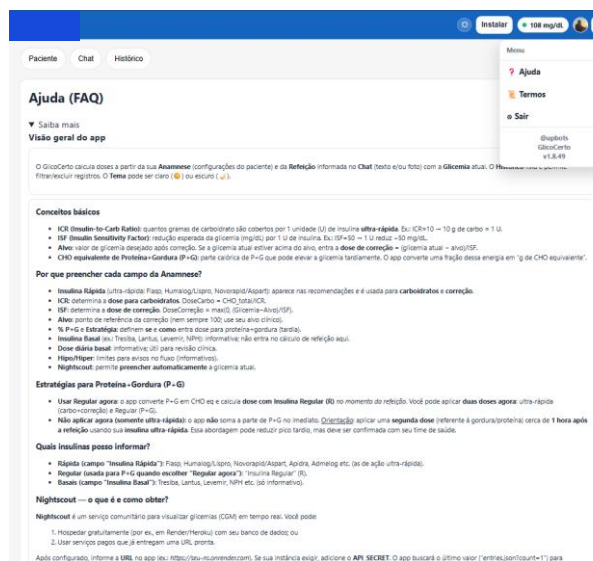 Instalar
108 mg/dL
Paciente Chat Histórico
Menu
Ajuda
Termos
Sair
@upbots
GlicoCerto
v1.8.49
Ajuda (FAQ)
▼ Saiba mais
Visão geral do app
O GlicoCerto calcula doses a partir da sua Anamnese (configurações do paciente) e da Refeição informada no Chat (texto e/ou foto) com a Glicemia atual. O
filtrar/excluir registros. O Tema pode ser claro ( ) ou escuro ( ).
Conceitos básicos
• ICR (Insulin-to-Carb Ratio): quantos gramas de carboidrato são cobertos por 1 unidade (U) de insulina ultra-rápida. Ex.: ICR=10 → 10 g de carbo = 1 U.
• ISF (Insulin Sensitivity Factor): redução esperada da glicemia (mg/dL) por 1 U de insulina. Ex.: ISF=50 → 1 U reduz ~50 mg/dL.
• Alvo: valor de glicemia desejado após correção. Se a glicemia atual estiver acima do alvo, entra a dose de correção = (glicemia atual − alvo)/ISF.
• CHO equivalente de Proteína+Gordura (P+G): parte calórica de P+G que pode elevar a glicemia tardiamente. O app converte uma fração dessa energia em "g de CHO equivalente".
Por que preencher cada campo da Anamnese?
• Insulina Rápida (ultra-rápida: Fiasp, Humalog/Lispro, Novorapid/Aspart): aparece nas recomendações e é usada para carboidratos e correção.
• ICR: determina a dose para carboidratos. DoseCarbo = CHO_total/ICR.
• ISF: determina a dose de correção. DoseCorreção = max(0, (Glicemia−Alvo)/ISF).
• Alvo: ponto de referência da correção (nem sempre 100; use seu alvo clínico).
• % P+G e Estratégia: definem se e como entra dose para proteína+gordura (tardia).
• Insulina Basal (ex.: Tresiba, Lantus, Levemir, NPH): informativa; não entra no cálculo de refeição aqui.
• Dose diária basal: informativa; útil para revisão clínica.
• Hipo/Hiper: limites para avisos no fluxo (informativos).
• Nightscout: permite preencher automaticamente a glicemia atual.
Estratégias para Proteína+Gordura (P+G)
• Usar Regular agora: o app converte P+G em CHO eq e calcula dose com Insulina Regular (R) no momento da refeição. Você pode aplicar duas doses agora: ultra-rápida
(carbo+correção) e Regular (P+G).
• Não aplicar agora (somente ultra-rápida): o app não soma a parte de P+G no imediato. Orientação: aplicar uma segunda dose (referente à gordura/proteína) cerca de 1 hora após
a refeição usando sua insulina ultra-rápida. Essa abordagem pode reduzir pico tardio, mas deve ser confirmada com seu time de saúde.
Quais insulinas posso informar?
• Rápida (campo "Insulina Rápida"): Fiasp, Humalog/Lispro, Novorapid/Aspart, Apidra, Admelog etc. (as de ação ultra-rápida).
• Regular (usada para P+G quando escolher "Regular agora"): "Insulina Regular" (R).
• Basais (campo "Insulina Basal"): Tresiba, Lantus, Levemir, NPH etc. (só informativo).
Nightscout — o que é e como obter?
Nightscout é um serviço comunitário para visualizar glicemias (CGM) em tempo real. Você pode:
1. Hospedar gratuitamente (por ex., em Render/Heroku) com seu banco de dados; ou
2. Usar serviços pagos que já entregam uma URL pronta.
Após configurado, informe a URL no app (ex.: https://seu-ns.onrender.com). Se sua instância exigir, adicione o API_SECRET. O app buscará o último valor ("entries.json?count=1") para